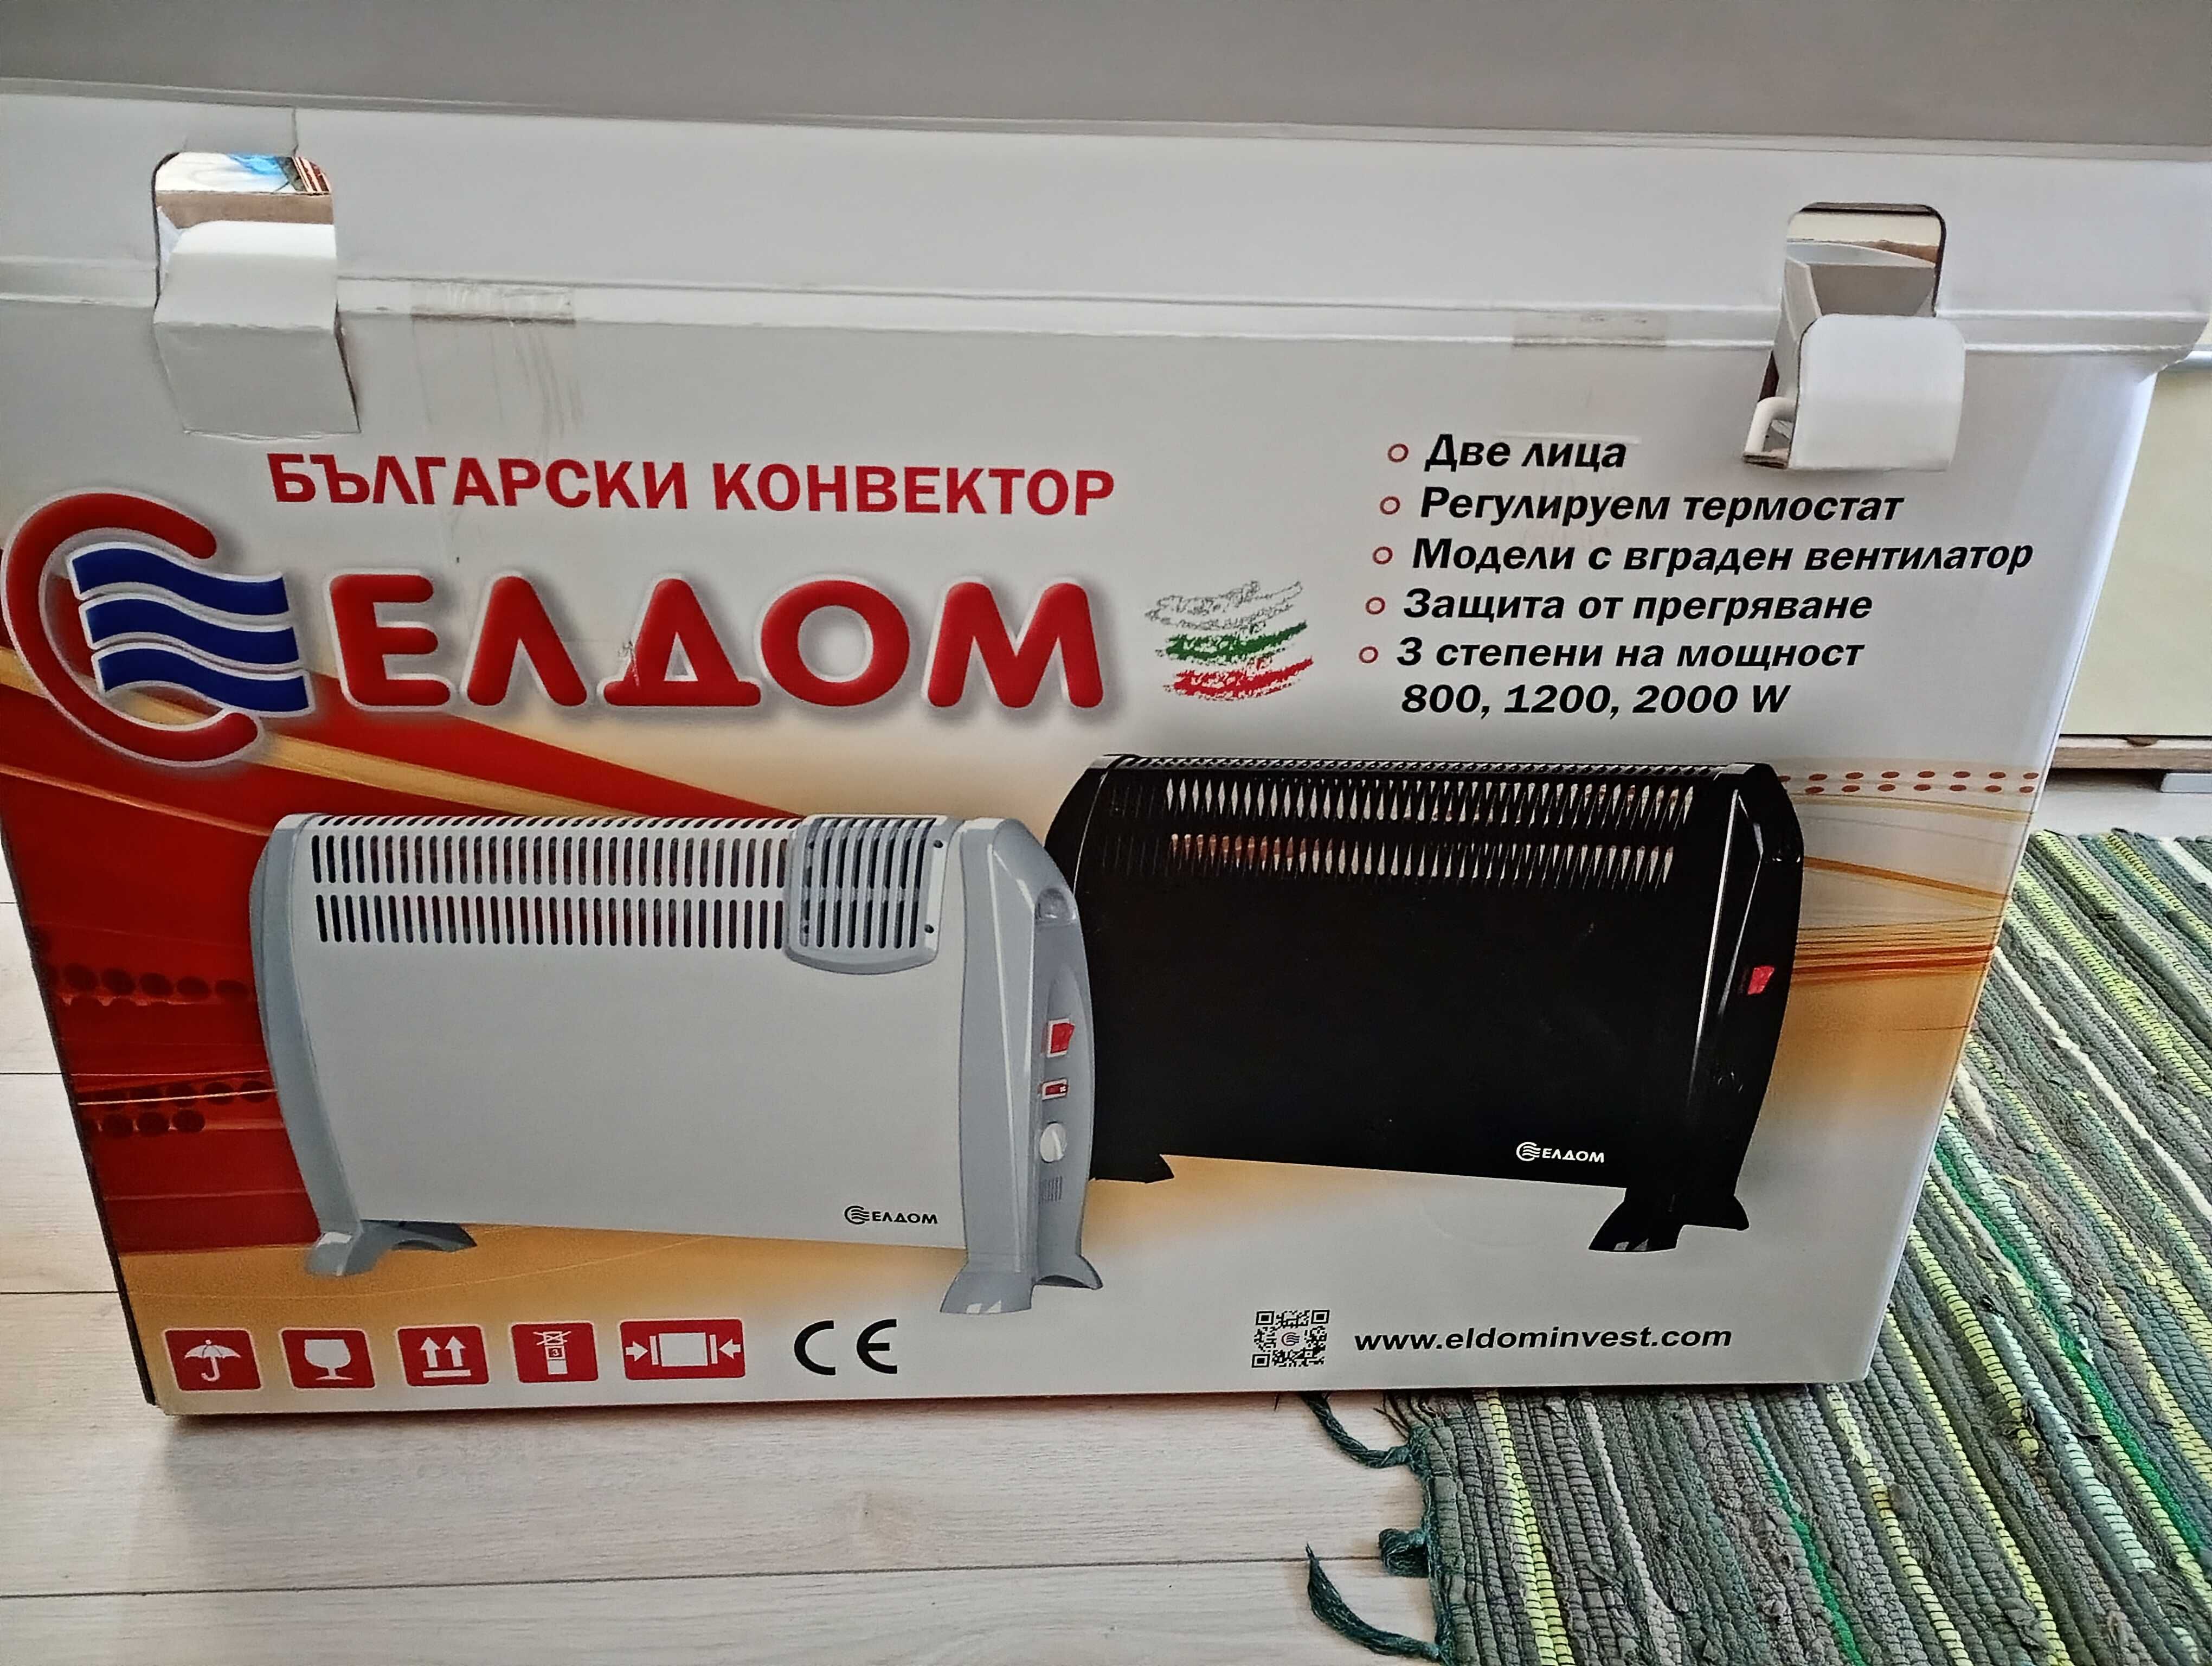 БЪЛГАРСКИ КОНВЕКТОР
ЕЛДОМ
Две лица
Регулируем термостат
Модели с вграден вентилатор
Защита от прегряване
3 степени на мощност
800, 1200, 2000 W
ЕЛДОМ
ЕЛДОМ
3
CE
www.eldominvest.com